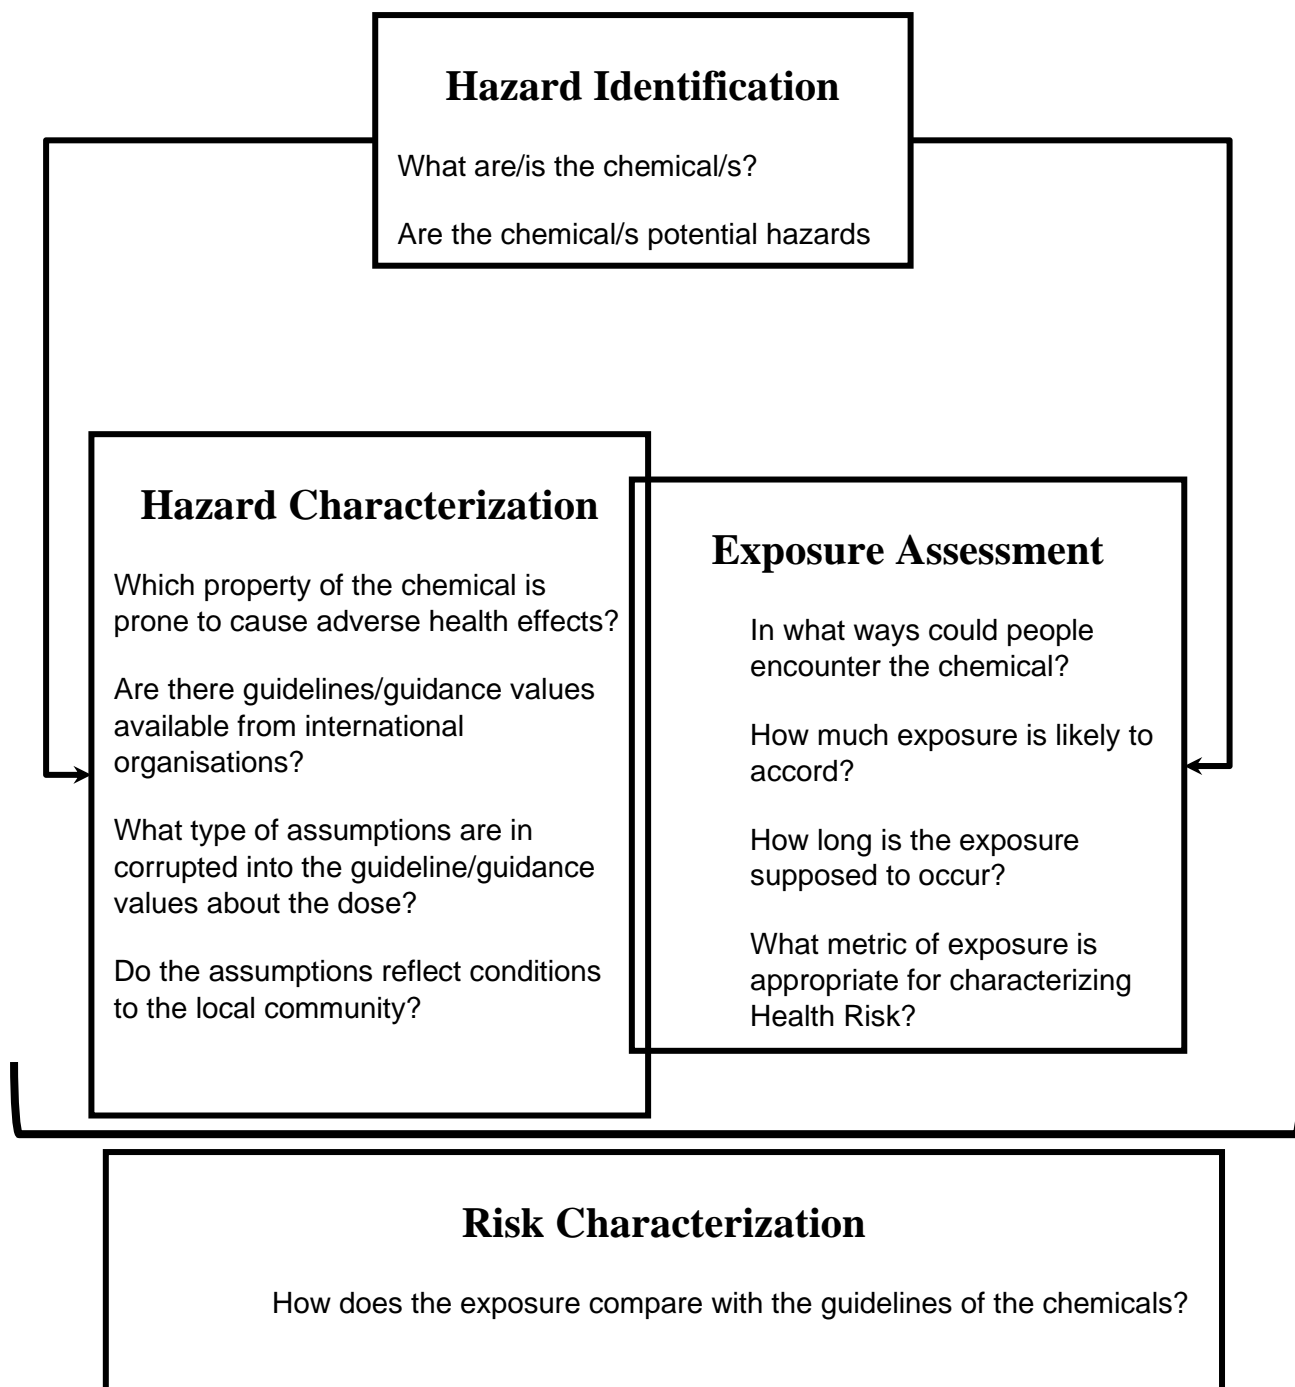 Hazard Identification
What are/is the chemical/s?
Are the chemical/s potential hazards
Hazard Characterization
Which property of the chemical is
prone to cause adverse health effects?
Are there guidelines/guidance values
available from international
organisations?
What type of assumptions are in
corrupted into the guideline/guidance
values about the dose?
Do the assumptions reflect conditions
to the local community?
Exposure Assessment
In what ways could people
encounter the chemical?
How much exposure is likely to
accord?
How long is the exposure
supposed to occur?
What metric of exposure is
appropriate for characterizing
Health Risk?
Risk Characterization
How does the exposure compare with the guidelines of the chemicals?